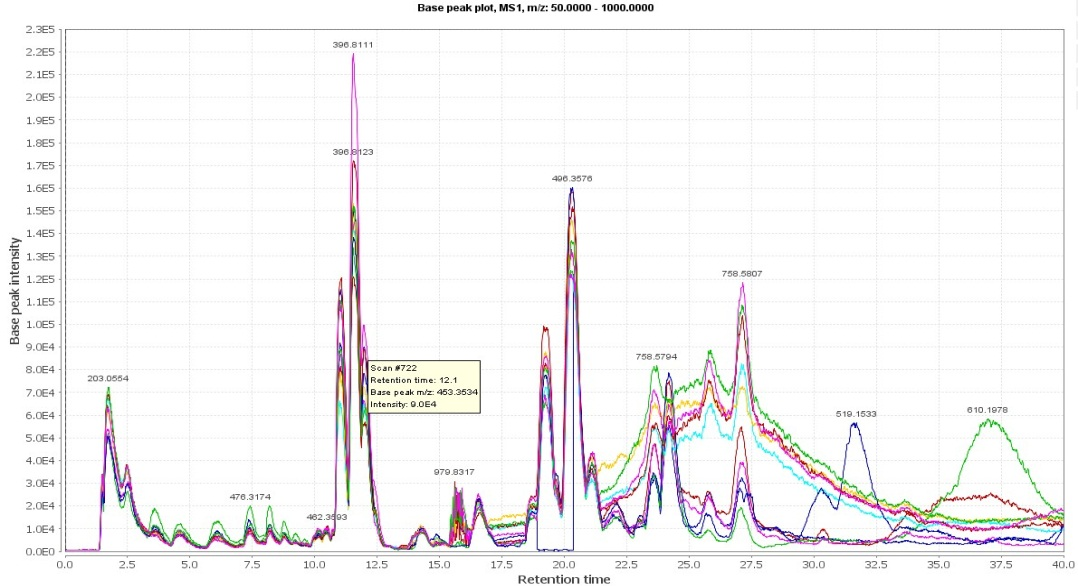 Base peak plot, MS1, m/z: 50.0000 - 1000.0000
2.3E5
2.2E5
2.1E5
2.0E5
1.9E5
1.8E5
1.7E5
1.6E5
1.5E5
1.4E5
1.3E5
1.2E5
1.1E5
1.0E5
9.0E4
8.0E4
7.0E4
6.0E4
5.0E4
4.0E4
3.0E4
2.0E4
1.0E4
0.0E0
Base peak intensity
396.8111
396.8123
496.3576
758.5807
758.5794
203.0554
519.1533
610.1978
979.8317
476.3174
462.3593
Scan #722
Retention time: 12.1
Base peak m/z: 453.3534
Intensity: 9.0E4
0.0 2.5 5.0 7.5 10.0 12.5 15.0 17.5 20.0 22.5 25.0 27.5 30.0 32.5 35.0 37.5 40.0
Retention time